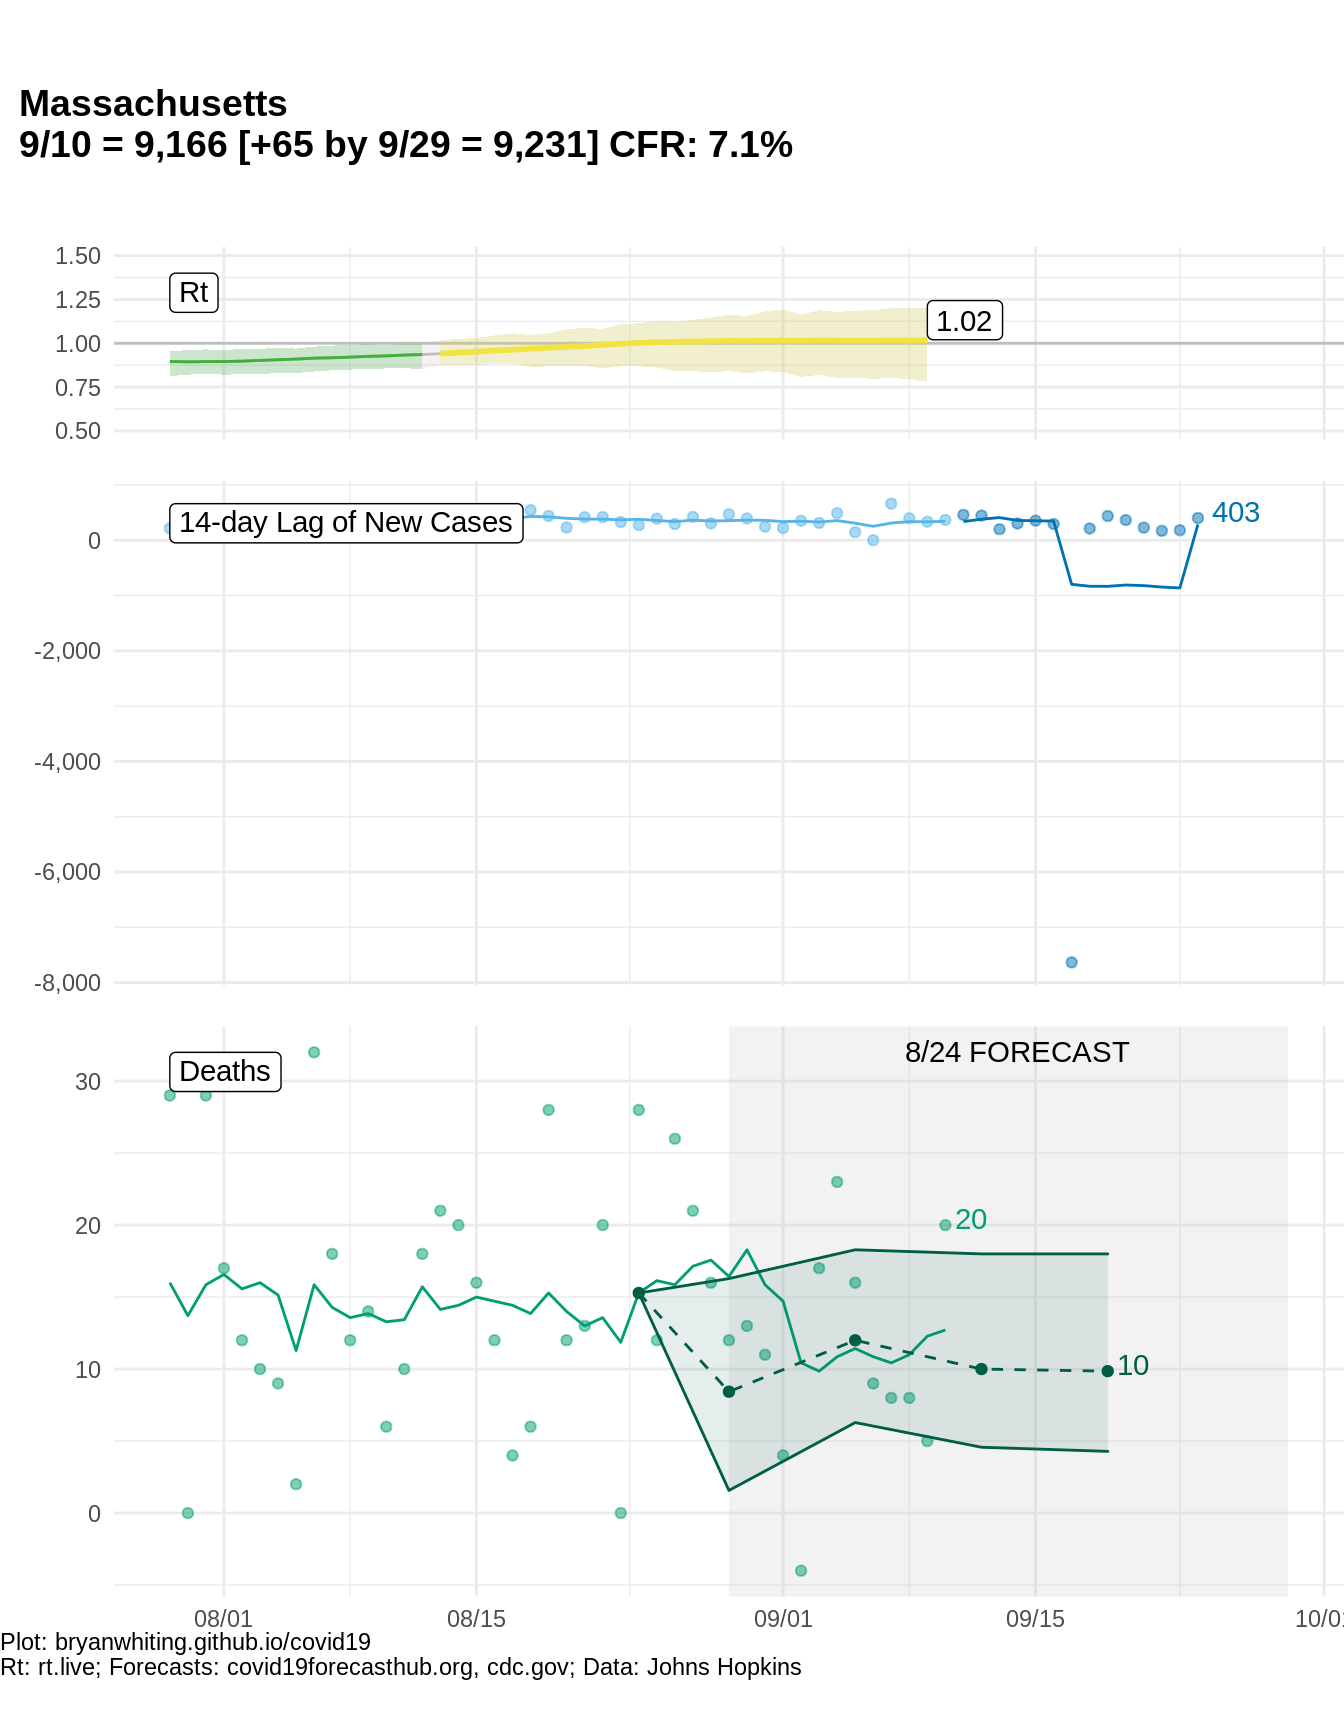 Massachusetts
9/10 = 9,166 [+65 by 9/29 = 9,231] CFR: 7.1%
1.50
Rt
1.25
1.02
1.00
0.75
0.50
14-day Lag of New Cases
403
0
-2,000
-4,000
-6,000
-8,000
8/24 FORECAST
Deaths
30
20
20
10
10
0
08/01
08/15
09/01
09/15
10/01
Plot: bryanwhiting.github.io/covid19
Rt: rt.live; Forecasts: covid19forecasthub.org, cdc.gov; Data: Johns Hopkins